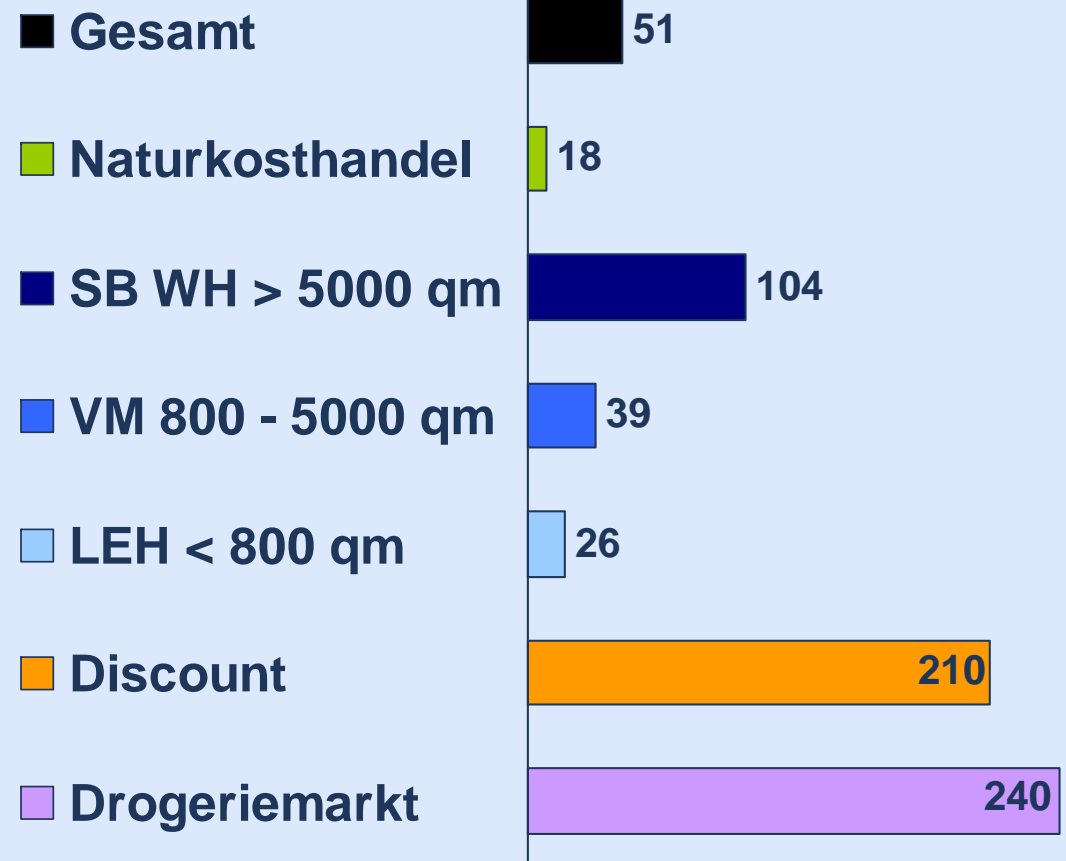 Gesamt 51
Naturkosthandel 18
SB WH > 5000 qm 104
VM 800 - 5000 qm 39
LEH < 800 qm 26
Discount 210
Drogeriemarkt 240